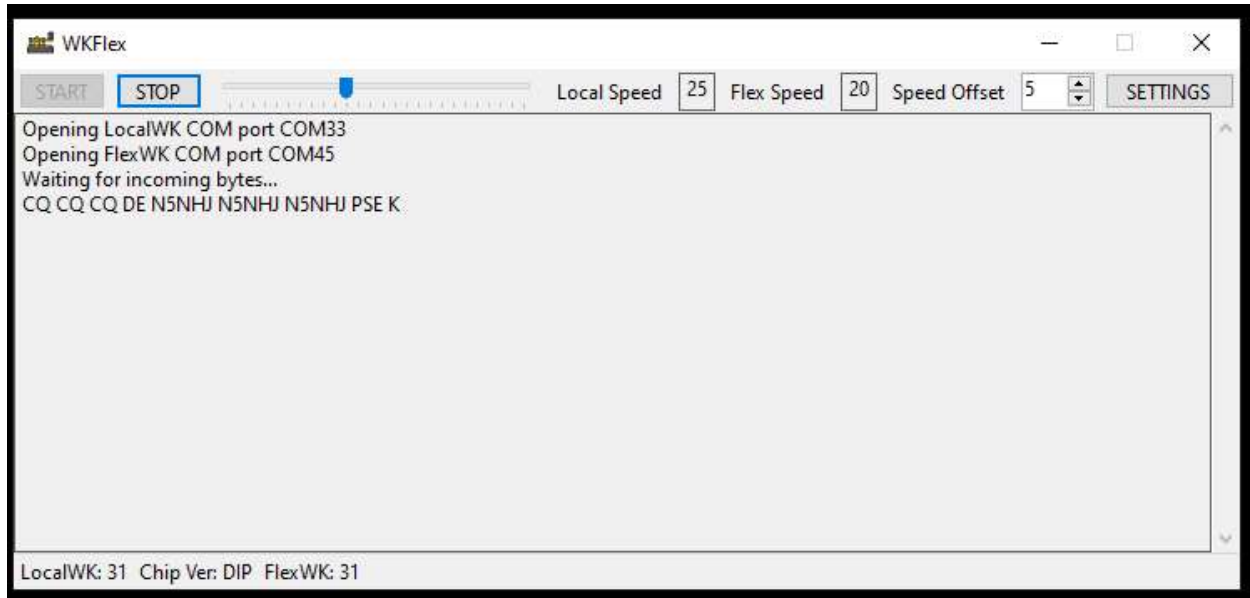 WKFlex
START STOP Local Speed 25 Flex Speed 20 Speed Offset 5 SETTINGS
Opening LocalWK COM port COM33
Opening FlexWK COM port COM45
Waiting for incoming bytes...
CQ CQ CQ DE N5NHJ N5NHJ N5NHJ PSE K
LocalWK: 31 Chip Ver: DIP FlexWK: 31